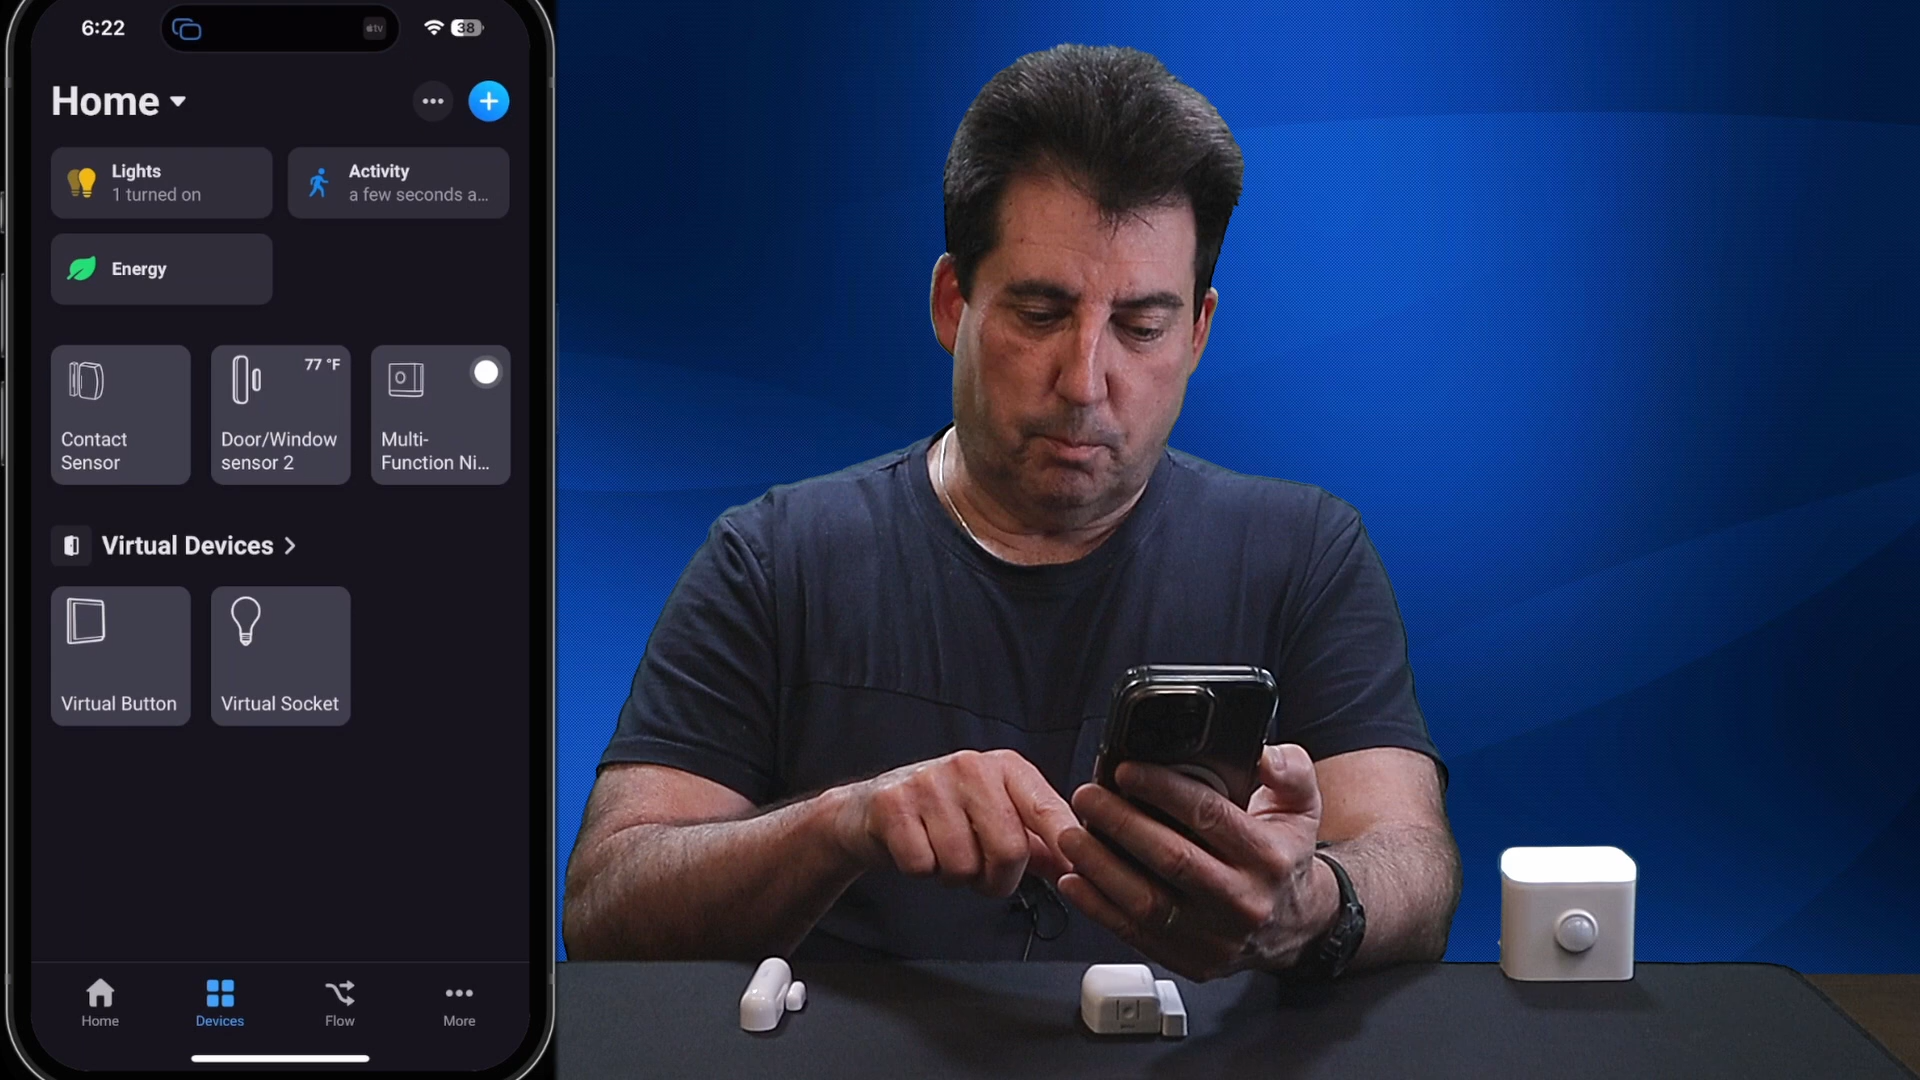 6:22
tv
38
Home
Lights
1 turned on
Activity
a few seconds a...
Energy
Contact
Sensor
77 °F
Door/Window
sensor 2
Multi-
Function Ni...
Virtual Devices
Virtual Button
Virtual Socket
Home
Devices
Flow
More